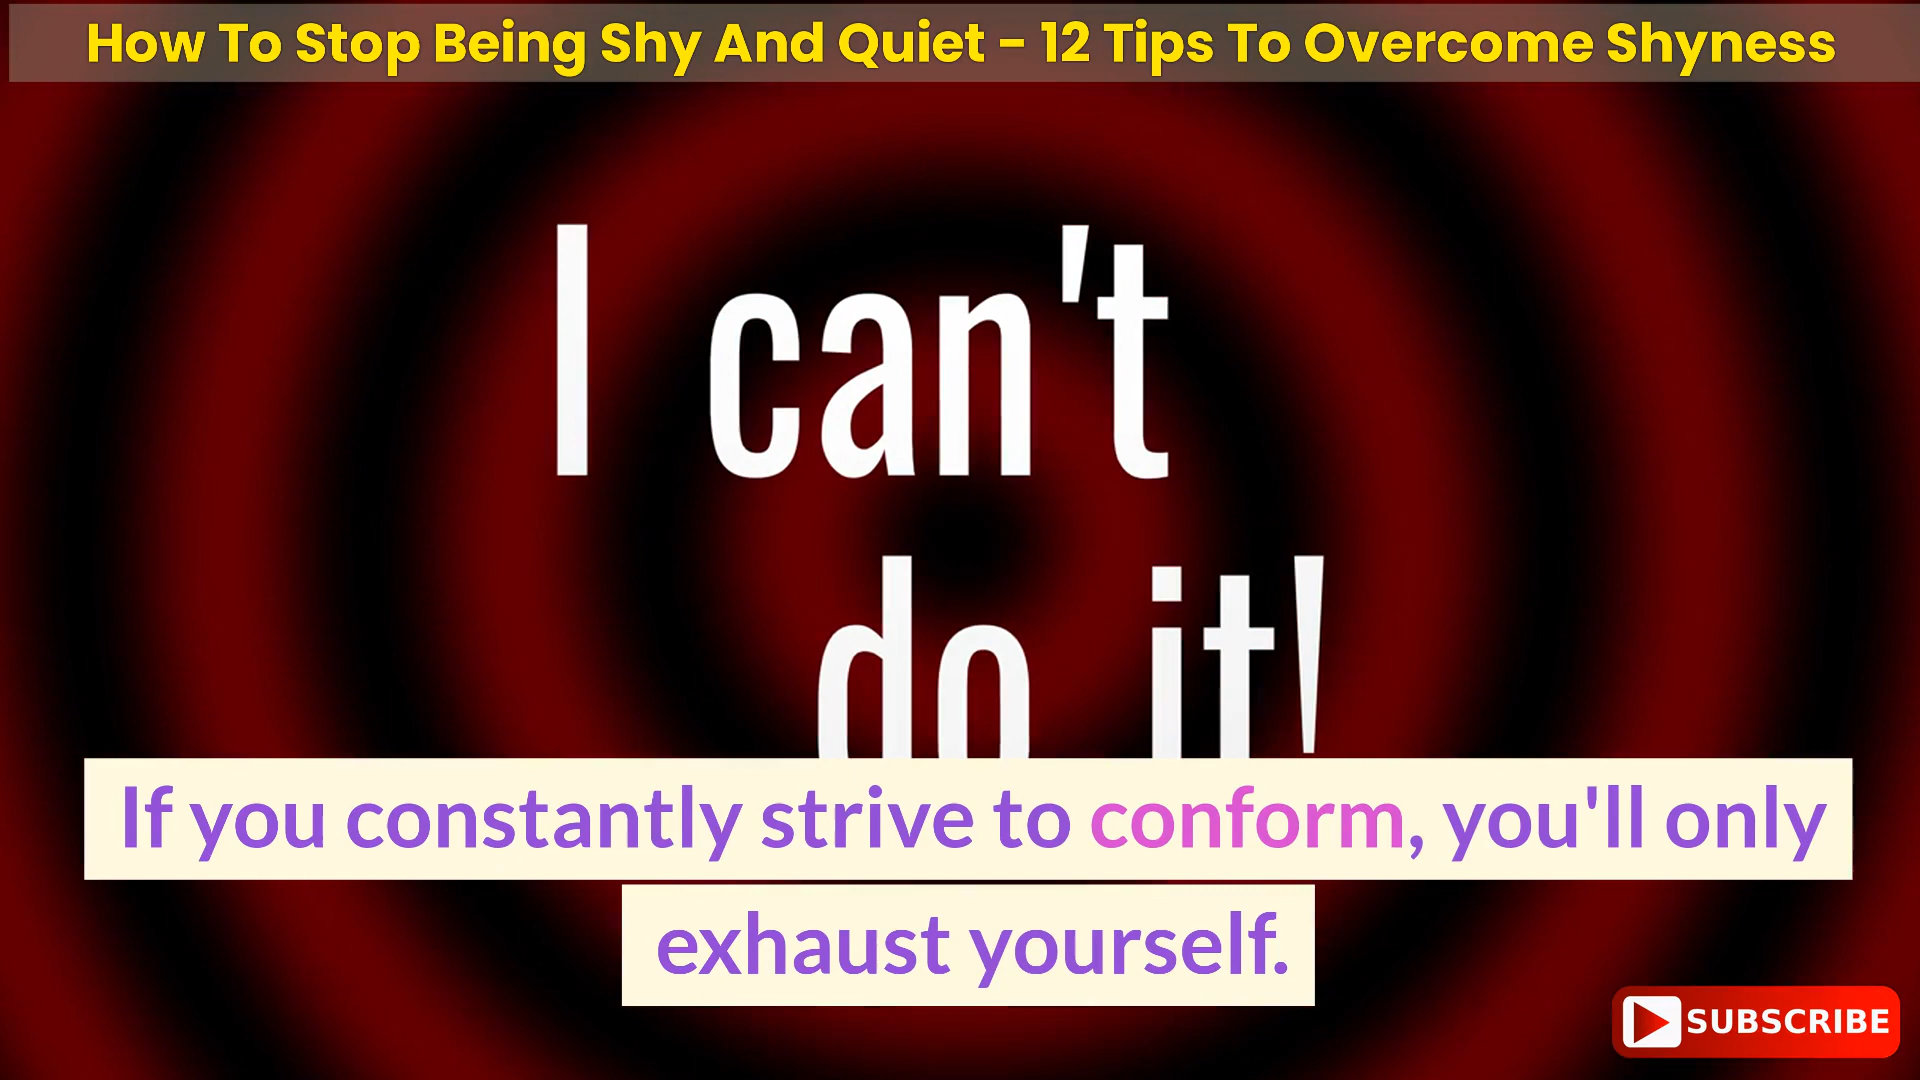 How To Stop Being Shy And Quiet - 12 Tips To Overcome Shyness
I can't
do it!
If you constantly strive to conform, you'll only
exhaust yourself.
SUBSCRIBE